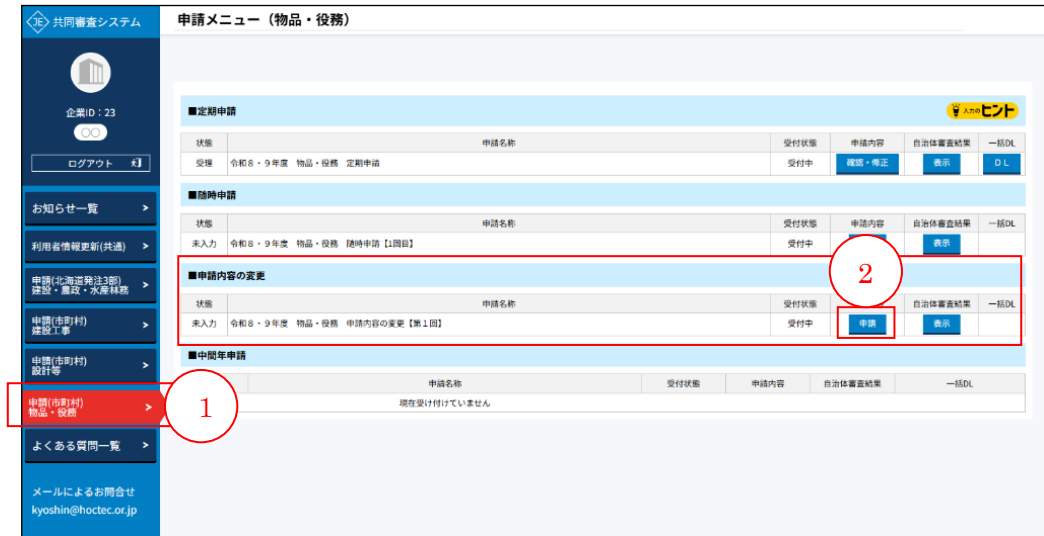 JE 共同審査システム
企業ID：23
○○
ログアウト
お知らせ一覧 >
利用者情報更新(共通) >
申請(北海道発注3部)
建設・農政・水産林務 >
申請(市町村)
建設工事 >
申請(市町村)
設計等 >
申請(市町村)
物品・役務 >
1
よくある質問一覧 >
メールによるお問合せ
kyoshin@hoctec.or.jp
申請メニュー（物品・役務）
■定期申請
入力のヒント
状態 申請名称 受付状態 申請内容 自治体審査結果 一括DL
受理 令和8・9年度 物品・役務 定期申請 受付中 確認・修正 表示 DL
■随時申請
状態 申請名称 受付状態 申請内容 自治体審査結果 一括DL
未入力 令和8・9年度 物品・役務 随時申請【1回目】 受付中 表示
■申請内容の変更
2
状態 申請名称 受付状態 自治体審査結果 一括DL
未入力 令和8・9年度 物品・役務 申請内容の変更【第1回】 受付中 申請 表示
■中間年申請
申請名称 受付状態 申請内容 自治体審査結果 一括DL
現在受け付けていません